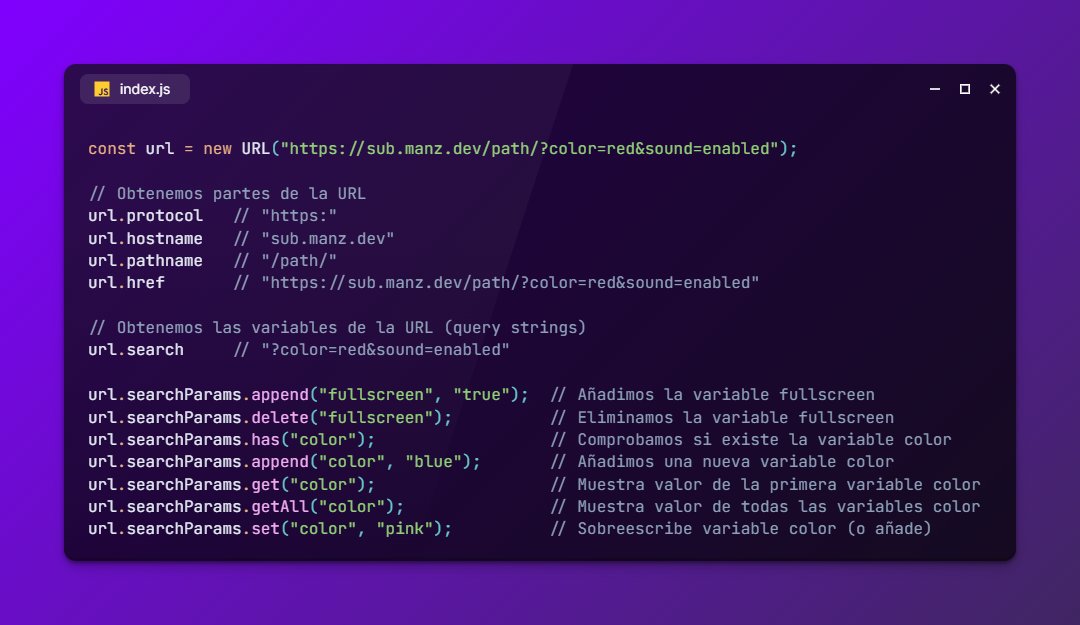 JS index.js
const url = new URL("https://sub.manz.dev/path/?color=red&sound=enabled");
// Obtenemos partes de la URL
url.protocol // "https:"
url.hostname // "sub.manz.dev"
url.pathname // "/path/"
url.href // "https://sub.manz.dev/path/?color=red&sound=enabled"
// Obtenemos las variables de la URL (query strings)
url.search // "?color=red&sound=enabled"
url.searchParams.append("fullscreen", "true"); // Añadimos la variable fullscreen
url.searchParams.delete("fullscreen"); // Eliminamos la variable fullscreen
url.searchParams.has("color"); // Comprobamos si existe la variable color
url.searchParams.append("color", "blue"); // Añadimos una nueva variable color
url.searchParams.get("color"); // Muestra valor de la primera variable color
url.searchParams.getAll("color"); // Muestra valor de todas las variables color
url.searchParams.set("color", "pink"); // Sobreescribe variable color (o añade)